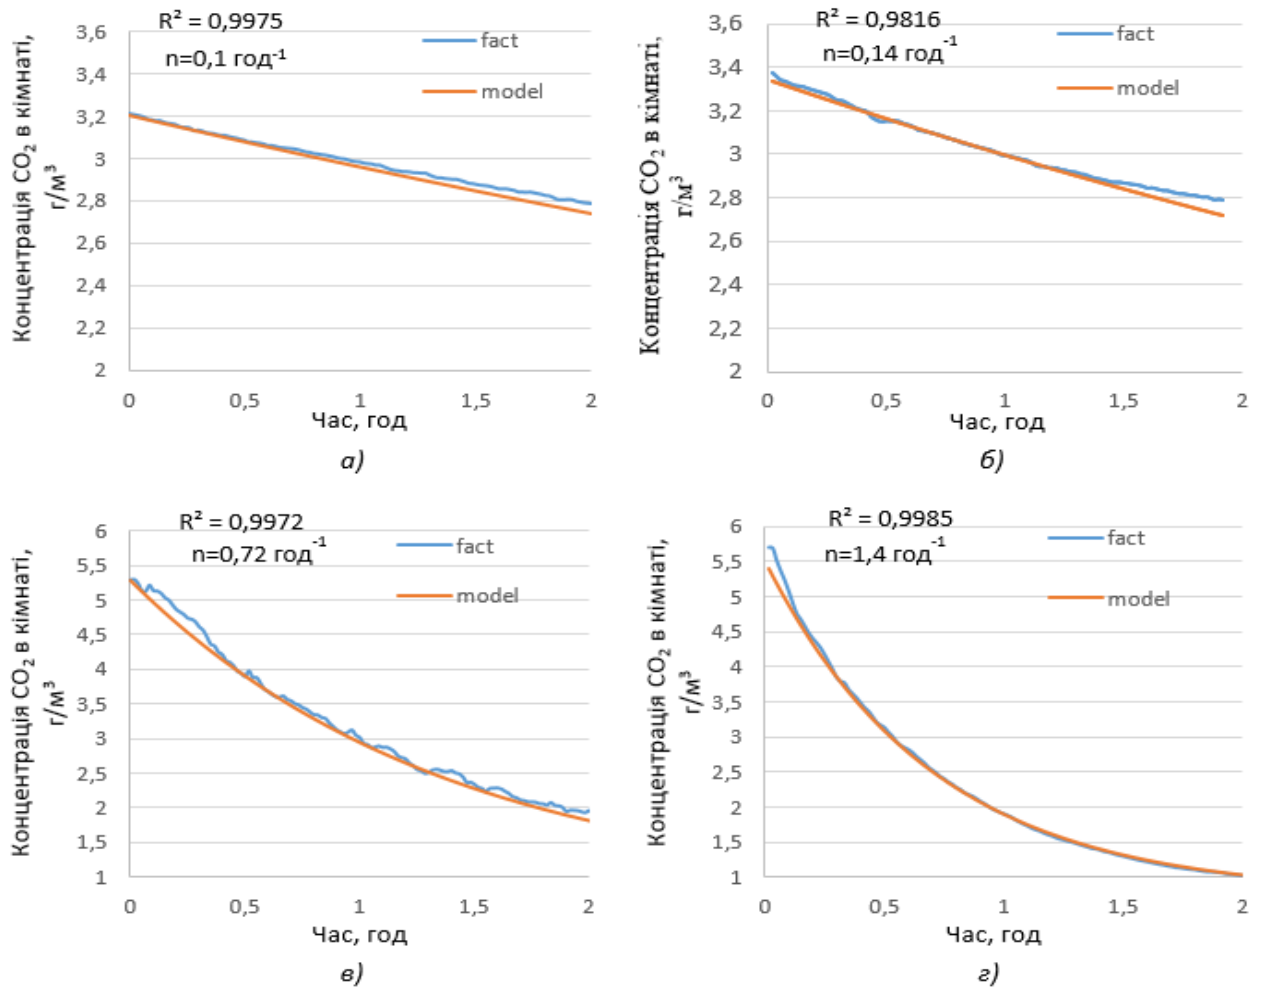 R² = 0,9975
n=0,1 год⁻¹
fact
model
Концентрація CO₂ в кімнаті,
г/м³
3,6
3,4
3,2
3
2,8
2,6
2,4
2,2
2
0 0,5 1 1,5 2
Час, год
а)
R² = 0,9816
n=0,14 год⁻¹
fact
model
Концентрація CO₂ в кімнаті,
г/м³
3,6
3,4
3,2
3
2,8
2,6
2,4
2,2
2
0 0,5 1 1,5 2
Час, год
б)
R² = 0,9972
n=0,72 год⁻¹
fact
model
Концентрація CO₂ в кімнаті,
г/м³
6
5,5
5
4,5
4
3,5
3
2,5
2
1,5
1
0 0,5 1 1,5 2
Час, год
в)
R² = 0,9985
n=1,4 год⁻¹
fact
model
Концентрація CO₂ в кімнаті,
г/м³
6
5,5
5
4,5
4
3,5
3
2,5
2
1,5
1
0 0,5 1 1,5 2
Час, год
г)